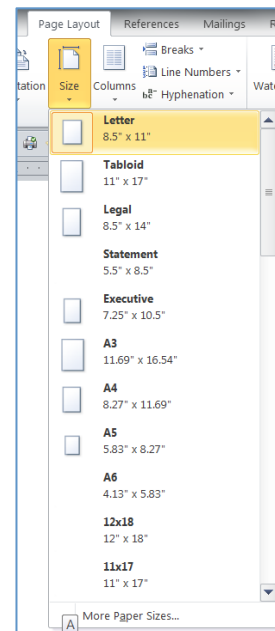 Page Layout References Mailings R
tation Size Columns Breaks
Line Numbers
Hyphenation Wate
Letter
8.5" x 11"
Tabloid
11" x 17"
Legal
8.5" x 14"
Statement
5.5" x 8.5"
Executive
7.25" x 10.5"
A3
11.69" x 16.54"
A4
8.27" x 11.69"
A5
5.83" x 8.27"
A6
4.13" x 5.83"
12x18
12" x 18"
11x17
11" x 17"
A More Paper Sizes...